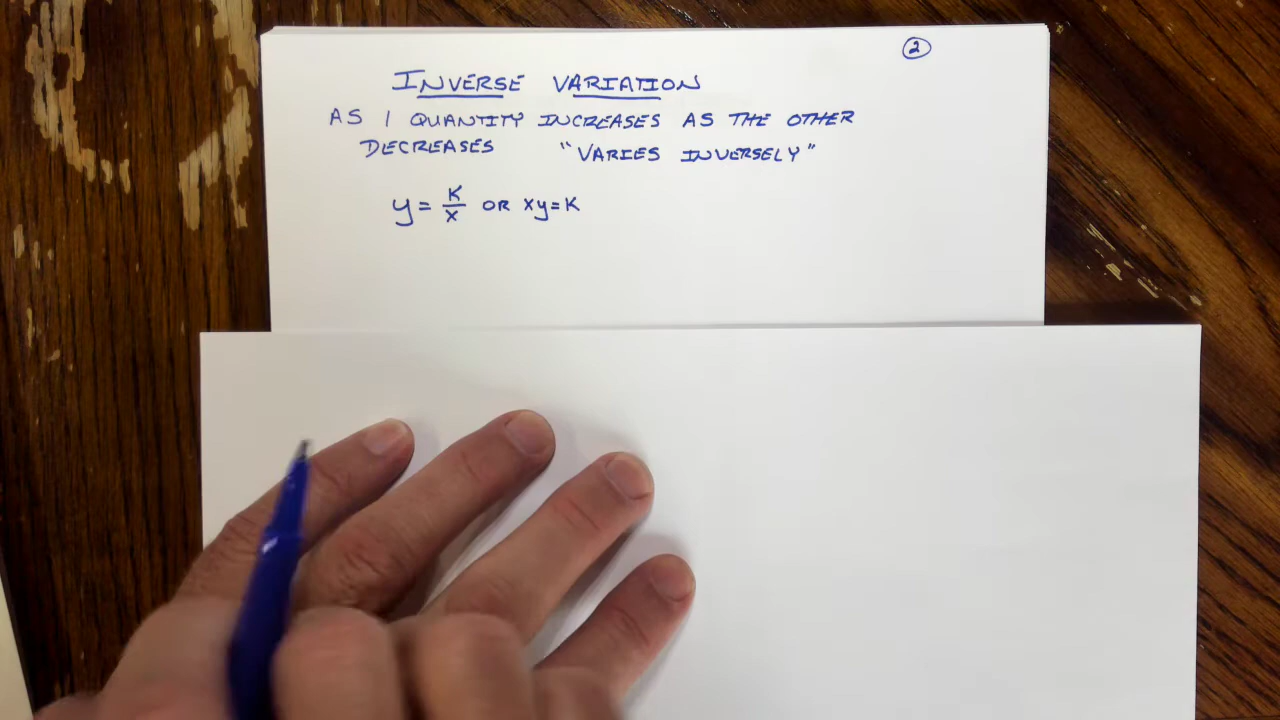 ②
INVERSE VARIATION
AS 1 QUANTITY INCREASES AS THE OTHER
DECREASES "VARIES INVERSELY"
y = K/x OR xy=K